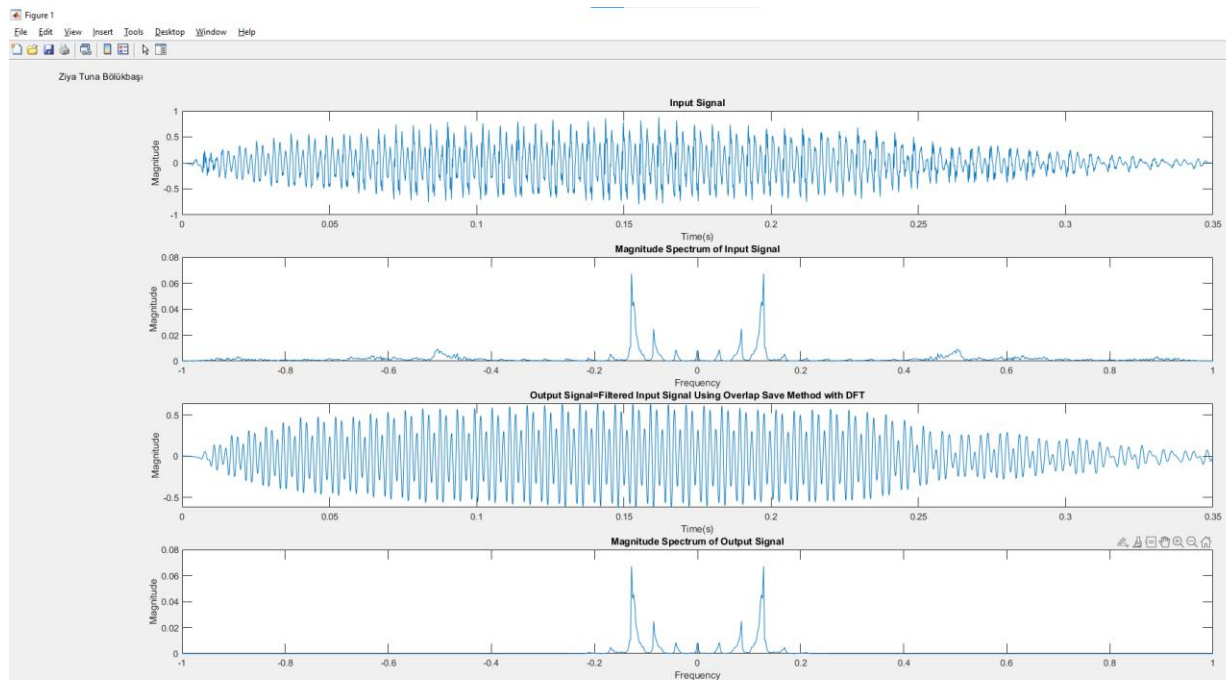 Figure 1
File Edit View Insert Tools Desktop Window Help
Ziya Tuna Bölükbaşı
Input Signal
1
0.5
0
-0.5
-1
Magnitude
0 0.05 0.1 0.15 0.2 0.25 0.3 0.35
Time(s)
Magnitude Spectrum of Input Signal
0.08
0.06
0.04
0.02
0
Magnitude
-1 -0.8 -0.6 -0.4 -0.2 0 0.2 0.4 0.6 0.8 1
Frequency
Output Signal=Filtered Input Signal Using Overlap Save Method with DFT
0.5
0
-0.5
Magnitude
0 0.05 0.1 0.15 0.2 0.25 0.3 0.35
Time(s)
Magnitude Spectrum of Output Signal
0.08
0.06
0.04
0.02
0
Magnitude
-1 -0.8 -0.6 -0.4 -0.2 0 0.2 0.4 0.6 0.8 1
Frequency